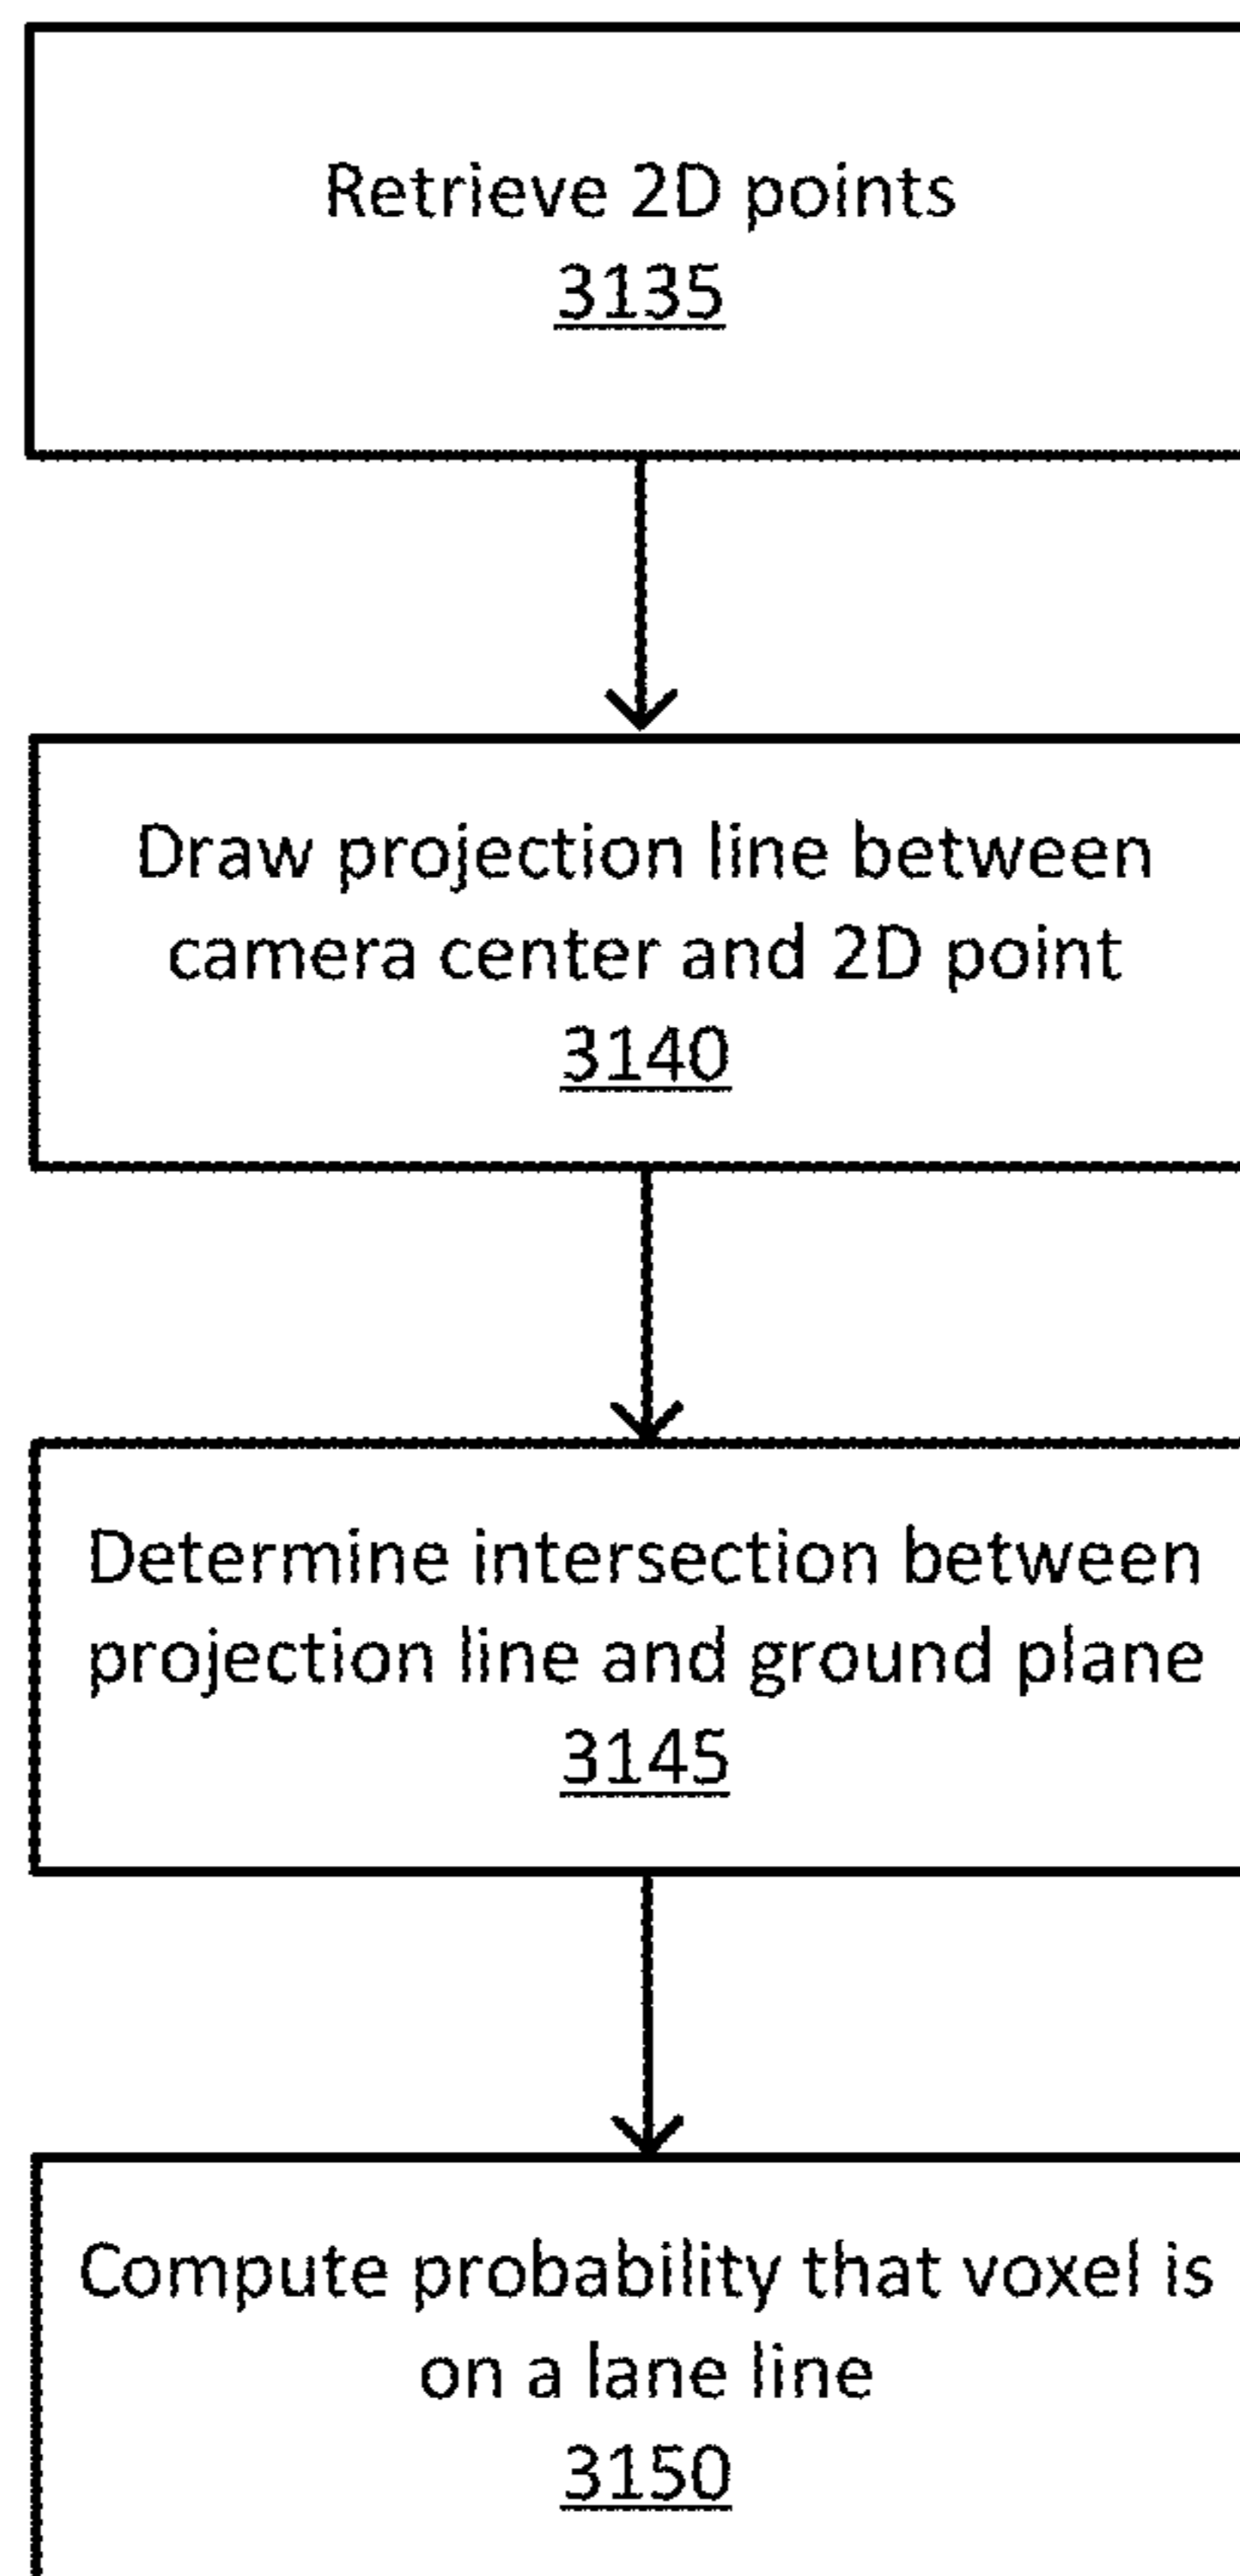 Retrieve 2D points
3135
Draw projection line between
camera center and 2D point
3140
Determine intersection between
projection line and ground plane
3145
Compute probability that voxel is
on a lane line
3150